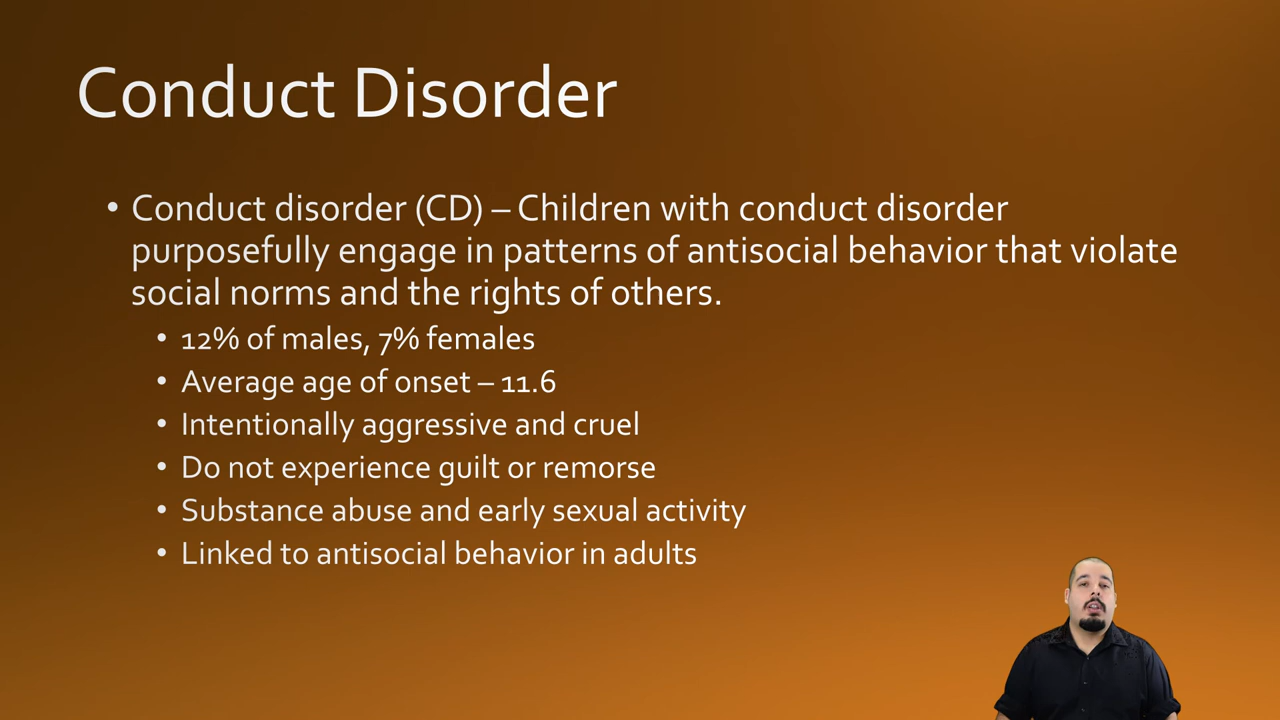 Conduct Disorder
• Conduct disorder (CD) – Children with conduct disorder
purposefully engage in patterns of antisocial behavior that violate
social norms and the rights of others.
• 12% of males, 7% females
• Average age of onset – 11.6
• Intentionally aggressive and cruel
• Do not experience guilt or remorse
• Substance abuse and early sexual activity
• Linked to antisocial behavior in adults